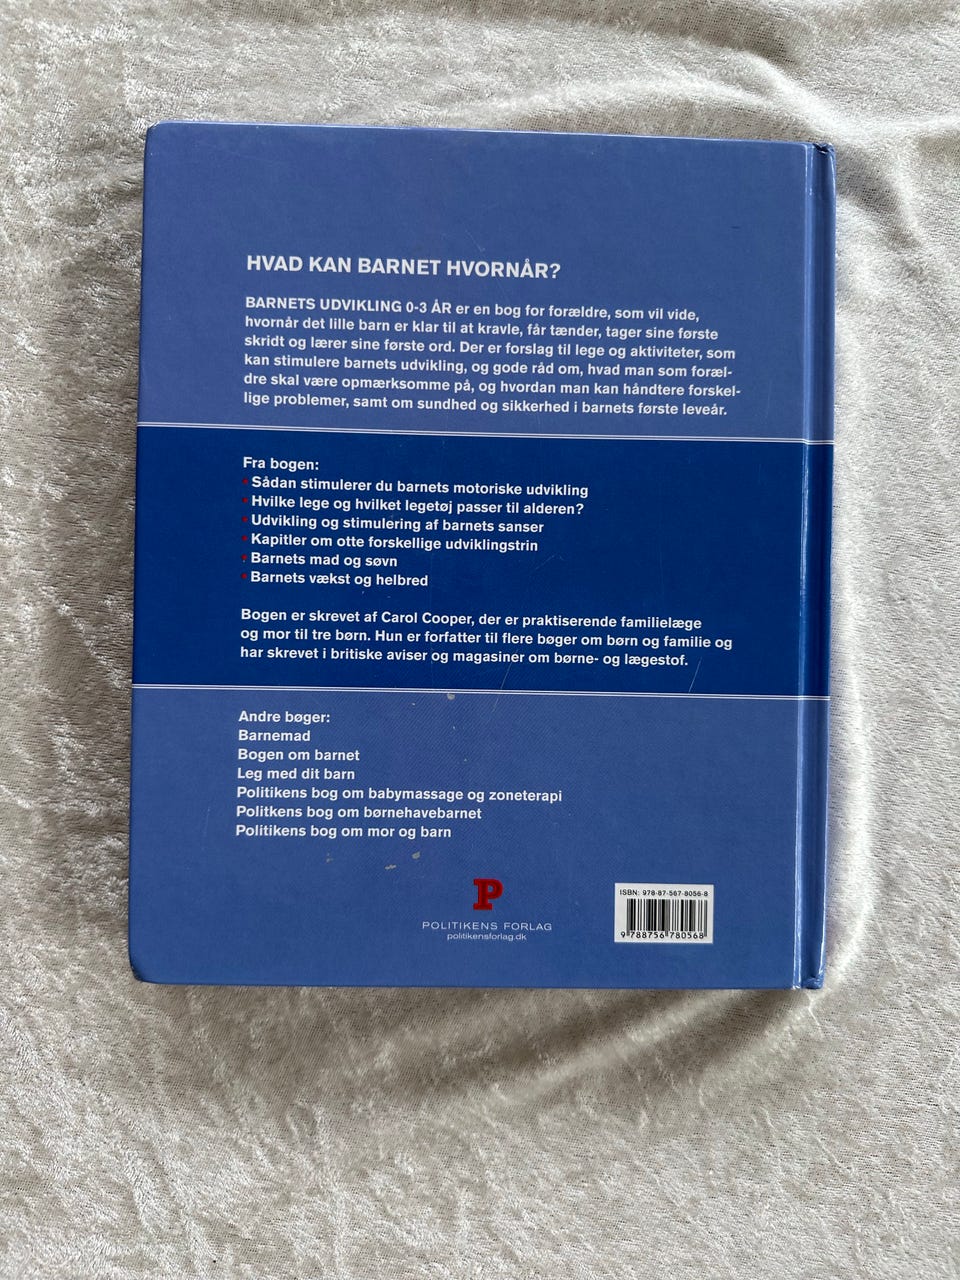 HVAD KAN BARNET HVORNÅR?
BARNETS UDVIKLING 0-3 ÅR er en bog for forældre, som vil vide,
hvornår det lille barn er klar til at kravle, får tænder, tager sine første
skridt og lærer sine første ord. Der er forslag til lege og aktiviteter, som
kan stimulere barnets udvikling, og gode råd om, hvad man som foræl-
dre skal være opmærksomme på, og hvordan man kan håndtere forskel-
lige problemer, samt om sundhed og sikkerhed i barnets første leveår.
Fra bogen:
• Sådan stimulerer du barnets motoriske udvikling
• Hvilke lege og hvilket legetøj passer til alderen?
• Udvikling og stimulering af barnets sanser
• Kapitler om otte forskellige udviklingstrin
• Barnets mad og søvn
• Barnets vækst og helbred
Bogen er skrevet af Carol Cooper, der er praktiserende familielæge
og mor til tre børn. Hun er forfatter til flere bøger om børn og familie og
har skrevet i britiske aviser og magasiner om børne- og lægestof.
Andre bøger:
Barnemad
Bogen om barnet
Leg med dit barn
Politikens bog om babymassage og zoneterapi
Politkens bog om børnehavebarnet
Politikens bog om mor og barn
P
POLITIKENS FORLAG
politikensforlag.dk
ISBN: 978-87-567-8056-8
9 788756 780568